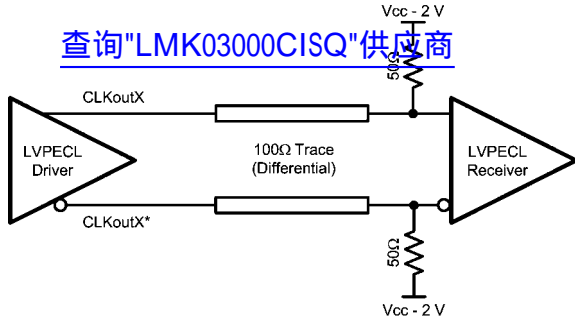 Vcc - 2 V
查询"LMK03000CISQ"供应商
50Ω
CLKoutX
LVPECL
Driver
100Ω Trace
(Differential)
LVPECL
Receiver
CLKoutX*
50Ω
Vcc - 2 V